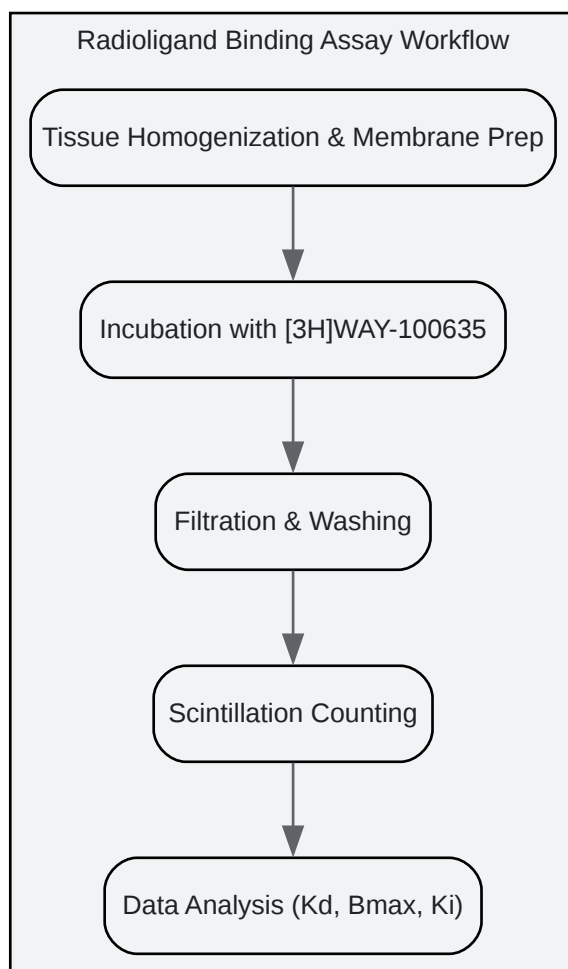 Radioligand Binding Assay Workflow
Tissue Homogenization & Membrane Prep
Incubation with [3H]WAY-100635
Filtration & Washing
Scintillation Counting
Data Analysis (Kd, Bmax, Ki)